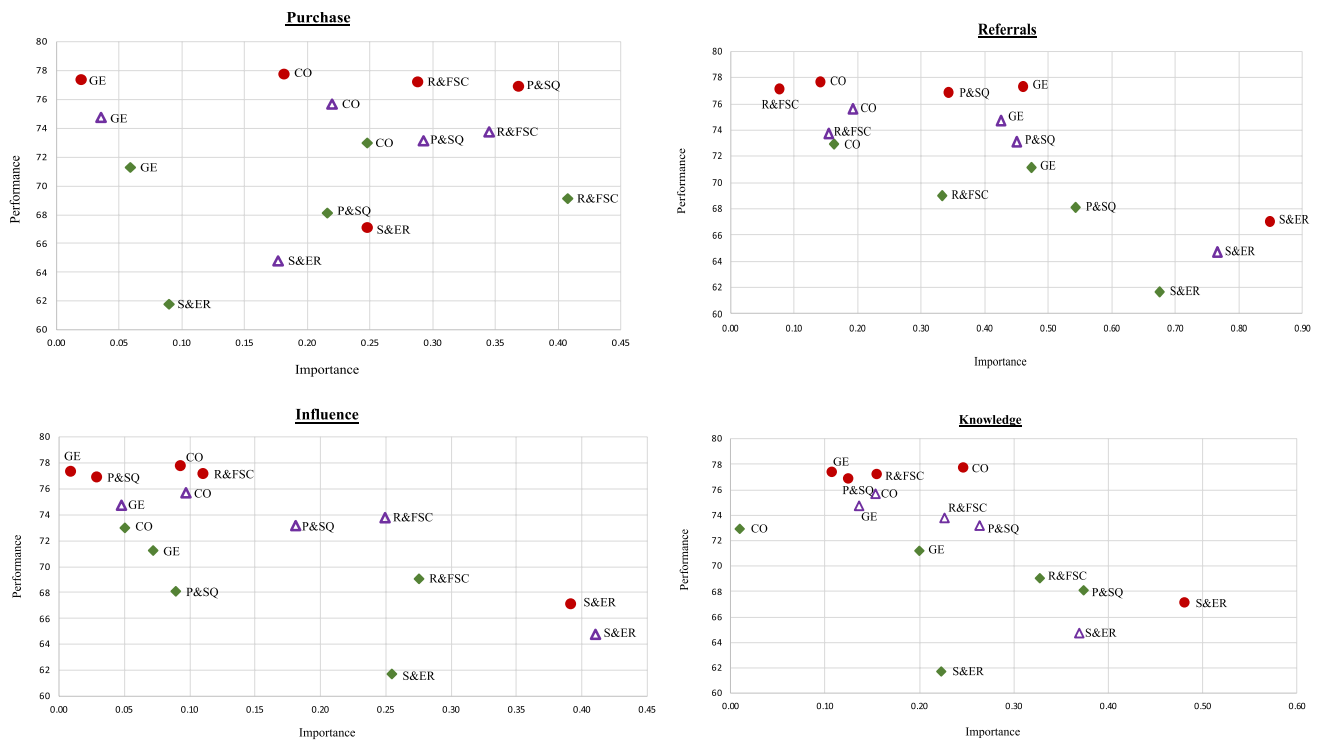 Purchase
80
78
76
74
72
70
68
66
64
62
60
Performance
GE
CO
R&FSC
P&SQ
GE
CO
P&SQ
R&FSC
GE
CO
P&SQ
R&FSC
S&ER
S&ER
S&ER
0.00 0.05 0.10 0.15 0.20 0.25 0.30 0.35 0.40 0.45
Importance
Referrals
80
78
76
74
72
70
68
66
64
62
60
Performance
R&FSC
CO
P&SQ
GE
CO
R&FSC
CO
GE
P&SQ
GE
R&FSC
P&SQ
S&ER
S&ER
S&ER
0.00 0.10 0.20 0.30 0.40 0.50 0.60 0.70 0.80 0.90
Importance
Influence
80
78
76
74
72
70
68
66
64
62
60
Performance
GE
P&SQ
CO
R&FSC
GE
CO
CO
GE
P&SQ
P&SQ
R&FSC
R&FSC
S&ER
S&ER
S&ER
0.00 0.05 0.10 0.15 0.20 0.25 0.30 0.35 0.40 0.45
Importance
Knowledge
80
78
76
74
72
70
68
66
64
62
60
Performance
GE
R&FSC
CO
P&SQ
CO
GE
R&FSC
P&SQ
CO
GE
R&FSC
P&SQ
S&ER
S&ER
S&ER
0.00 0.10 0.20 0.30 0.40 0.50 0.60
Importance